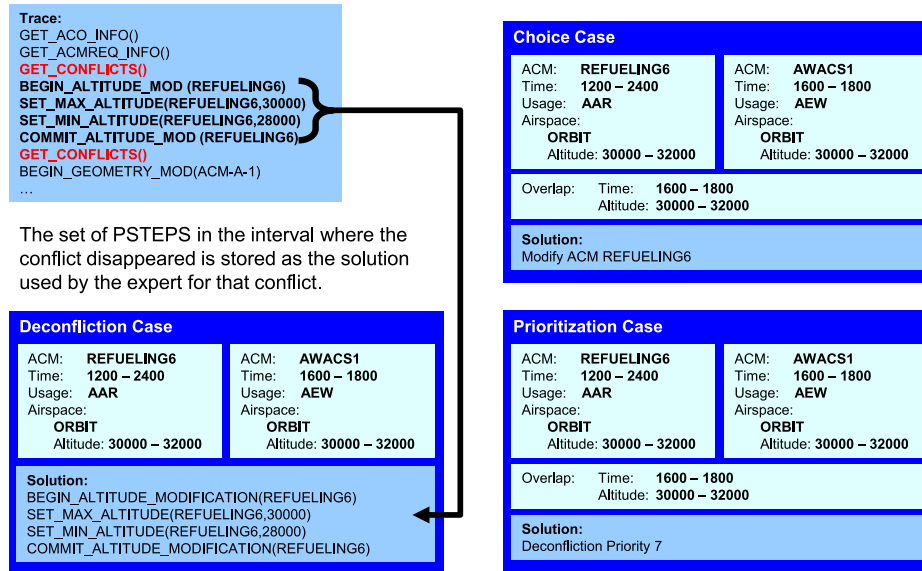 Trace:
GET_ACO_INFO()
GET_ACMREQ_INFO()
GET_CONFLICTS()
BEGIN_ALTITUDE_MOD (REFUELING6)
SET_MAX_ALTITUDE(REFUELING6,30000)
SET_MIN_ALTITUDE(REFUELING6,28000)
COMMIT_ALTITUDE_MOD (REFUELING6)
GET_CONFLICTS()
BEGIN_GEOMETRY_MOD(ACM-A-1)
…
The set of PSTEPS in the interval where the
conflict disappeared is stored as the solution
used by the expert for that conflict.
Deconfliction Case
ACM: REFUELING6
Time: 1200 – 2400
Usage: AAR
Airspace:
ORBIT
Altitude: 30000 – 32000
ACM: AWACS1
Time: 1600 – 1800
Usage: AEW
Airspace:
ORBIT
Altitude: 30000 – 32000
Solution:
BEGIN_ALTITUDE_MODIFICATION(REFUELING6)
SET_MAX_ALTITUDE(REFUELING6,30000)
SET_MIN_ALTITUDE(REFUELING6,28000)
COMMIT_ALTITUDE_MODIFICATION(REFUELING6)
Choice Case
ACM: REFUELING6
Time: 1200 – 2400
Usage: AAR
Airspace:
ORBIT
Altitude: 30000 – 32000
ACM: AWACS1
Time: 1600 – 1800
Usage: AEW
Airspace:
ORBIT
Altitude: 30000 – 32000
Overlap: Time: 1600 – 1800
Altitude: 30000 – 32000
Solution:
Modify ACM REFUELING6
Prioritization Case
ACM: REFUELING6
Time: 1200 – 2400
Usage: AAR
Airspace:
ORBIT
Altitude: 30000 – 32000
ACM: AWACS1
Time: 1600 – 1800
Usage: AEW
Airspace:
ORBIT
Altitude: 30000 – 32000
Overlap: Time: 1600 – 1800
Altitude: 30000 – 32000
Solution:
Deconfliction Priority 7